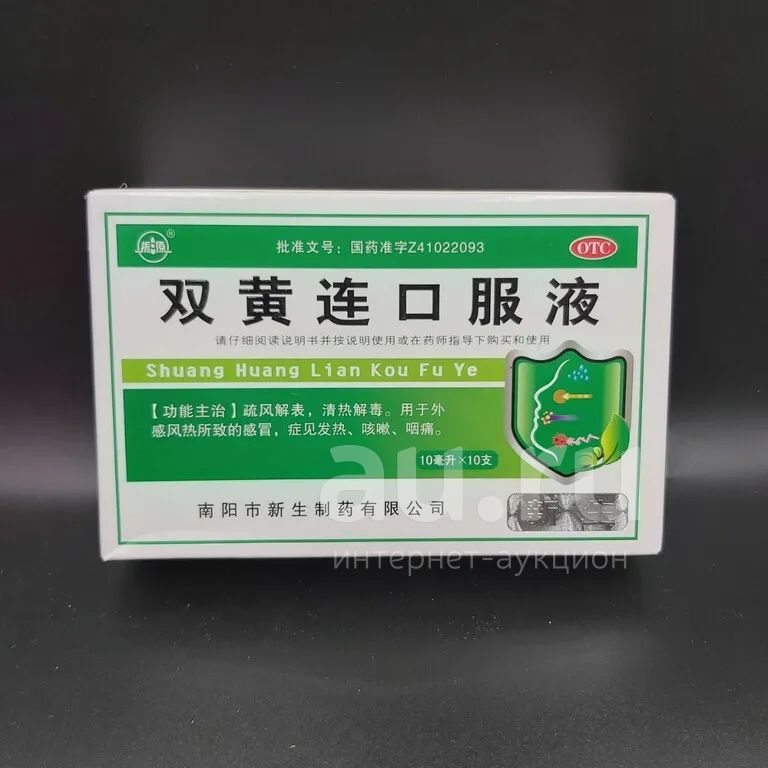 振源®
批准文号：国药准字Z41022093
OTC
双黄连口服液
请仔细阅读说明书并按说明使用或在药师指导下购买和使用
Shuang Huang Lian Kou Fu Ye
【功能主治】疏风解表，清热解毒。用于外
感风热所致的感冒，症见发热、咳嗽、咽痛。
10毫升×10支
南阳市新生制药有限公司
au.ru
интернет-аукцион